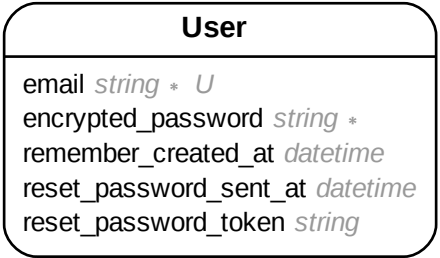 User
email string * U
encrypted_password string *
remember_created_at datetime
reset_password_sent_at datetime
reset_password_token string